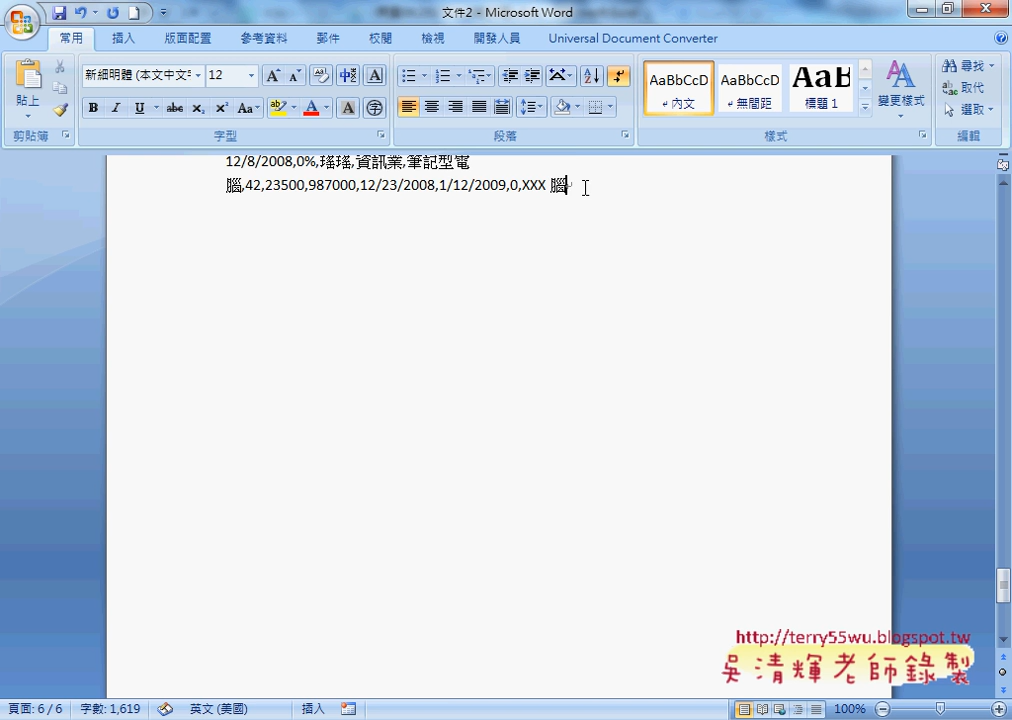 文件2 - Microsoft Word
常用 插入 版面配置 參考資料 郵件 校閱 檢視 開發人員 Universal Document Converter
貼上
剪貼簿
新細明體 (本文中文字
12
字型
段落
AaBbCcD
內文
AaBbCcD
無間距
AaB
標題 1
變更樣式
樣式
尋找
取代
選取
編輯
12/8/2008,0%,瑤瑤,資訊業,筆記型電
腦,42,23500,987000,12/23/2008,1/12/2009,0,XXX 腦
http://terry55wu.blogspot.tw
吳清輝老師錄製
頁面: 6/6 字數: 1,619 英文 (美國) 插入 100%